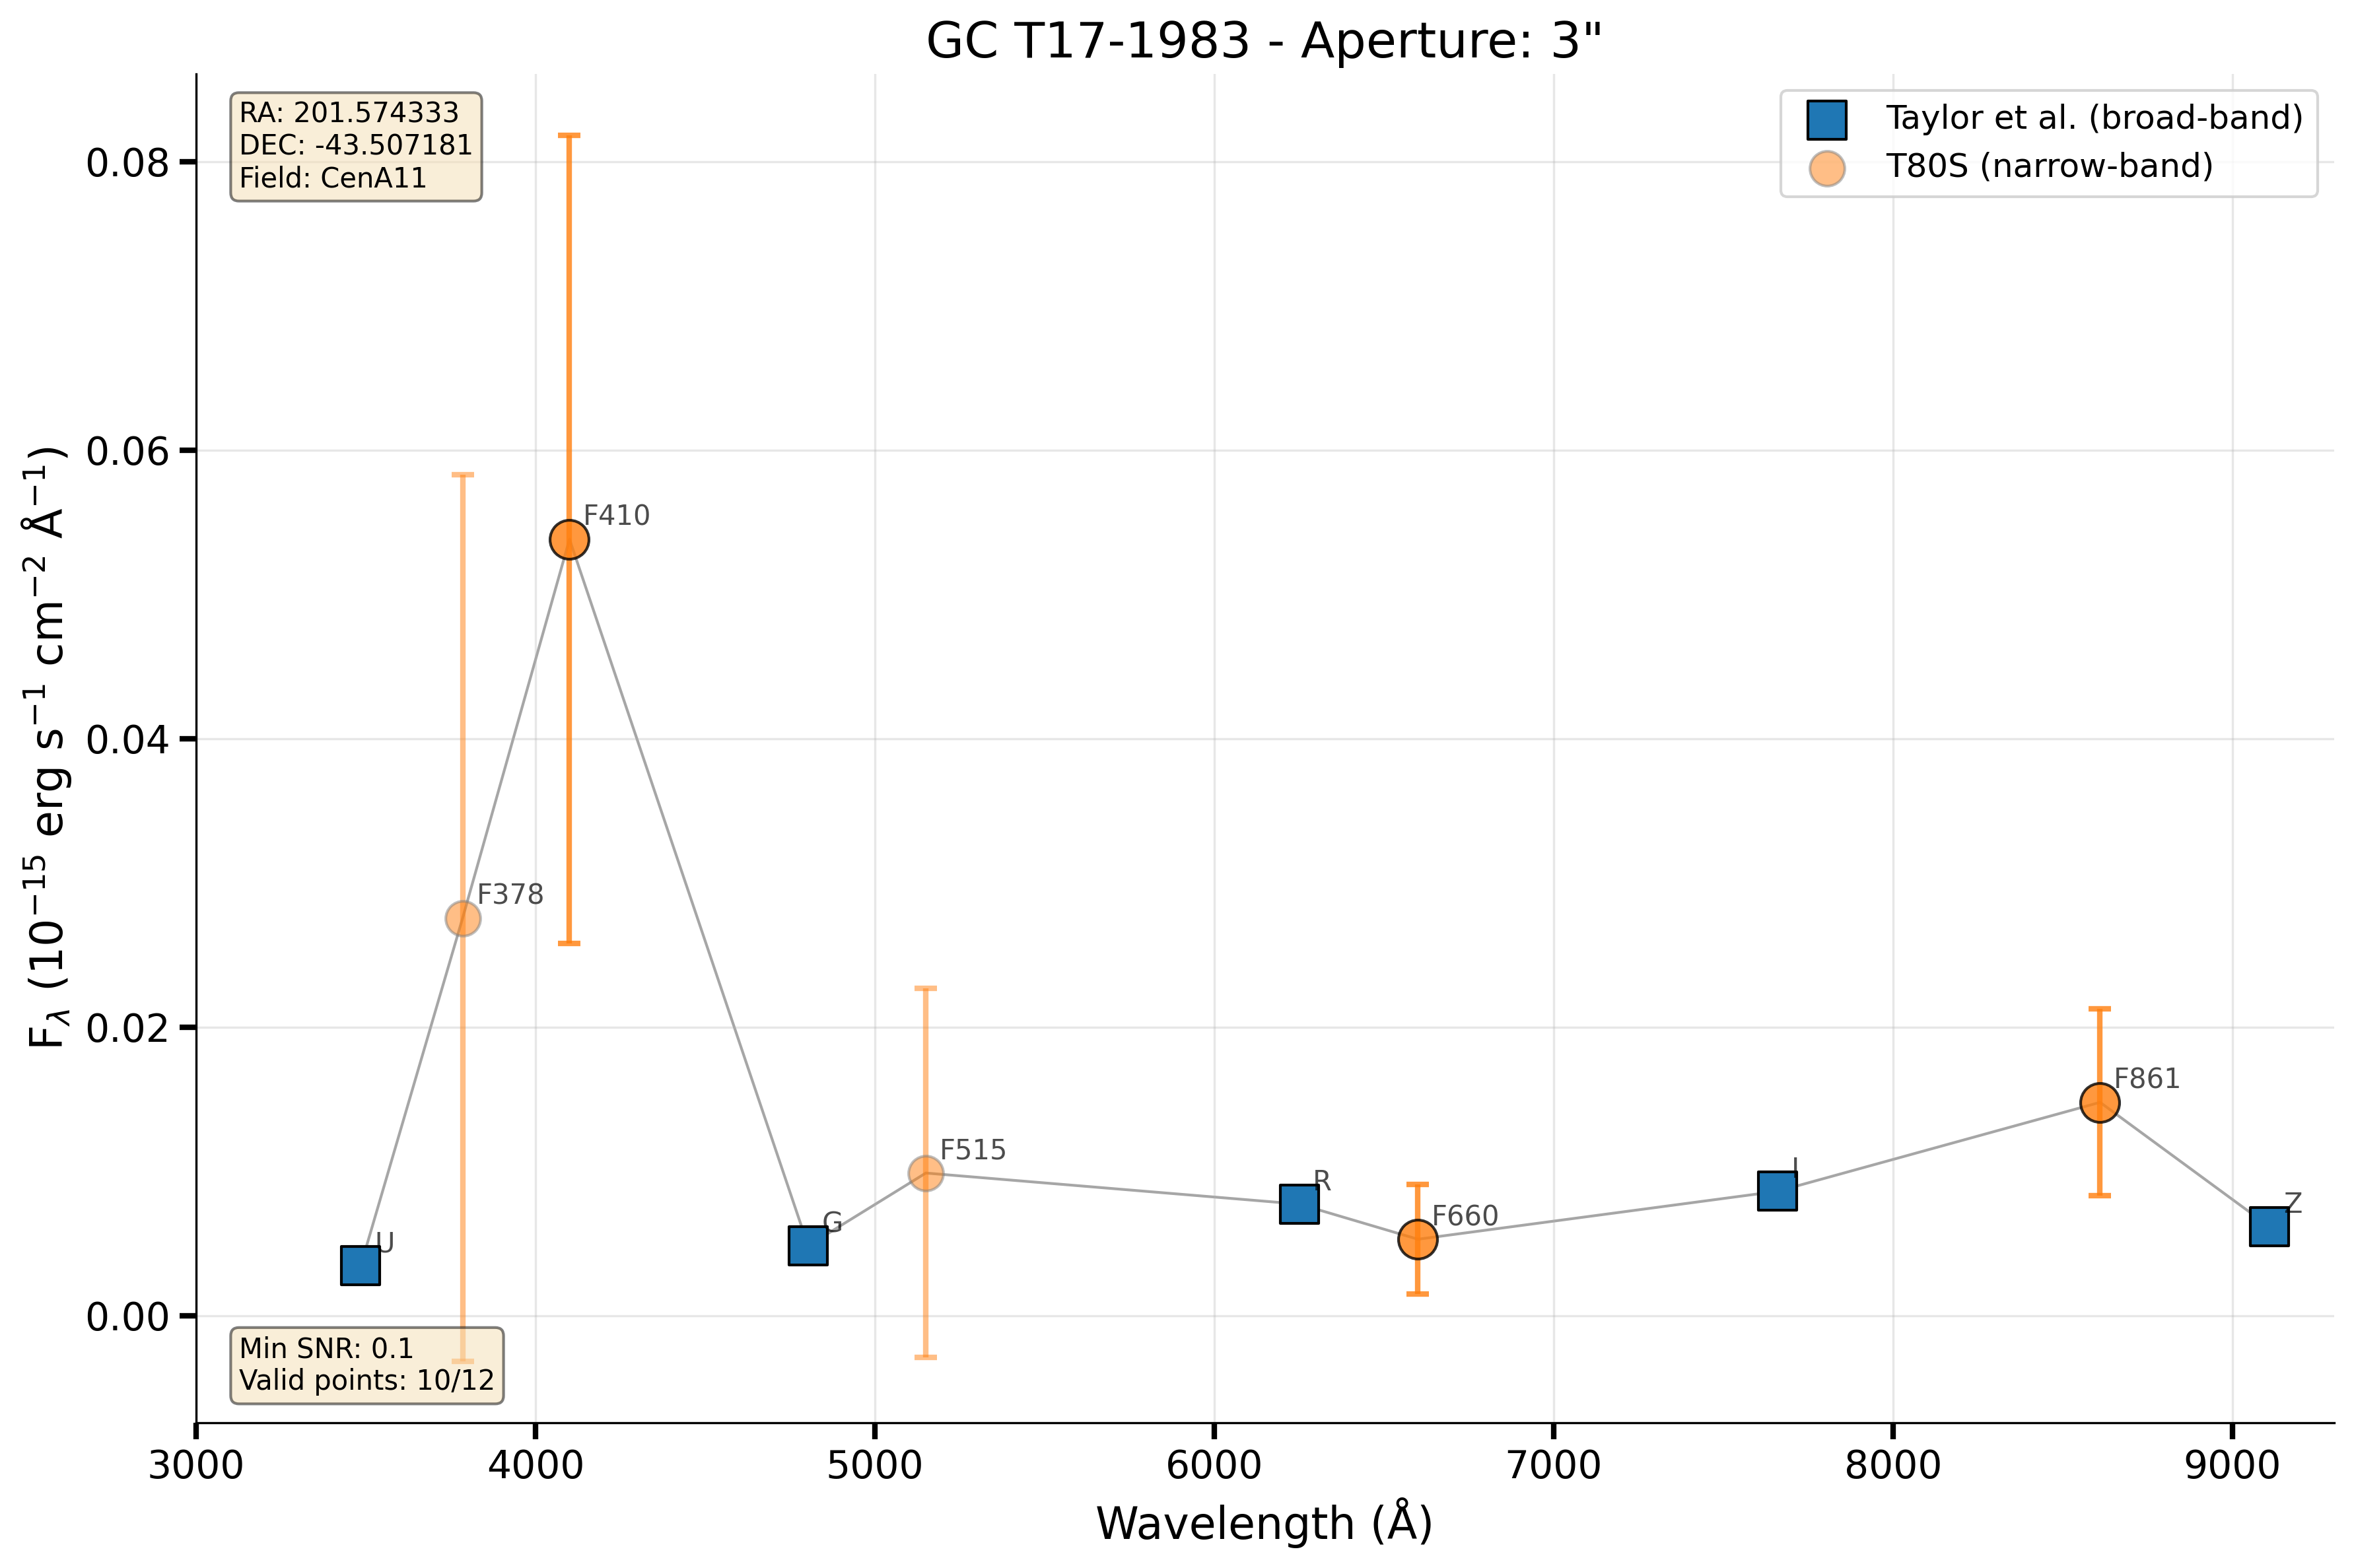 GC T17-1983 - Aperture: 3"
RA: 201.574333
DEC: -43.507181
Field: CenA11
Taylor et al. (broad-band)
T80S (narrow-band)
F$_{\lambda}$ (10$^{-15}$ erg s$^{-1}$ cm$^{-2}$ Å$^{-1}$)
0.08
0.06
0.04
0.02
0.00
F410
F378
F515
F861
U
G
R
F660
I
Z
Min SNR: 0.1
Valid points: 10/12
3000
4000
5000
6000
7000
8000
9000
Wavelength (Å)